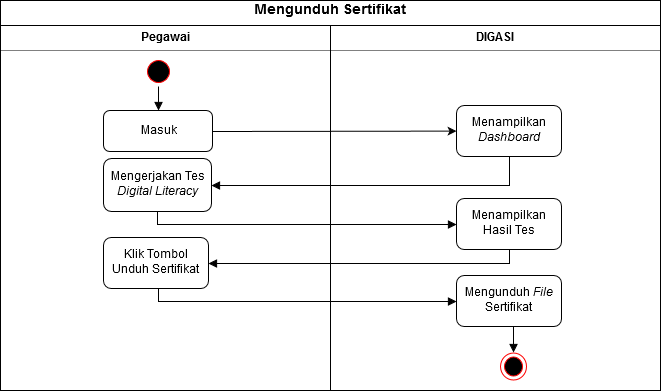 Mengunduh Sertifikat
Pegawai
DIGASI
Masuk
Menampilkan
Dashboard
Mengerjakan Tes
Digital Literacy
Menampilkan
Hasil Tes
Klik Tombol
Unduh Sertifikat
Mengunduh File
Sertifikat